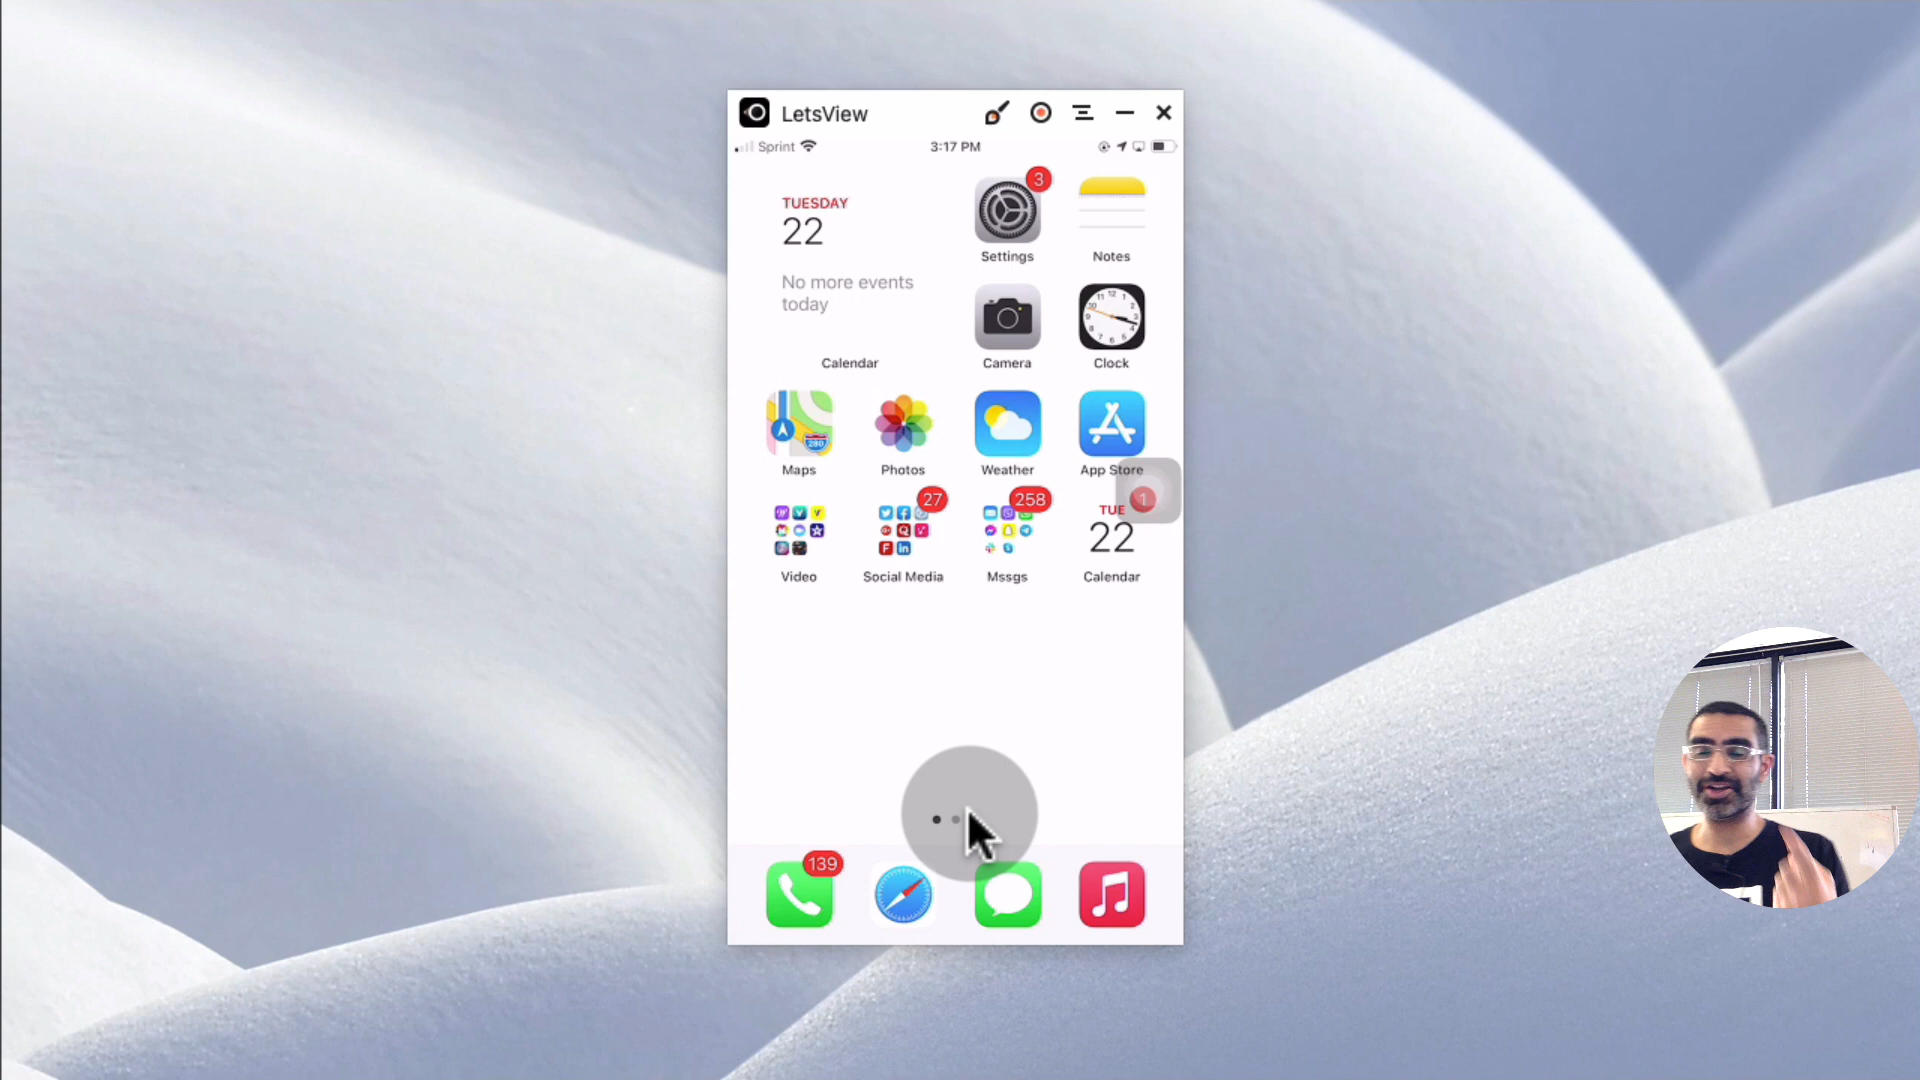 LetsView
Sprint 3:17 PM
TUESDAY
22
No more events
today
Calendar
3
Settings
Notes
Camera
Clock
Maps
Photos
Weather
App Store
27
258
1
TUE
22
Video
Social Media
Mssgs
Calendar
139